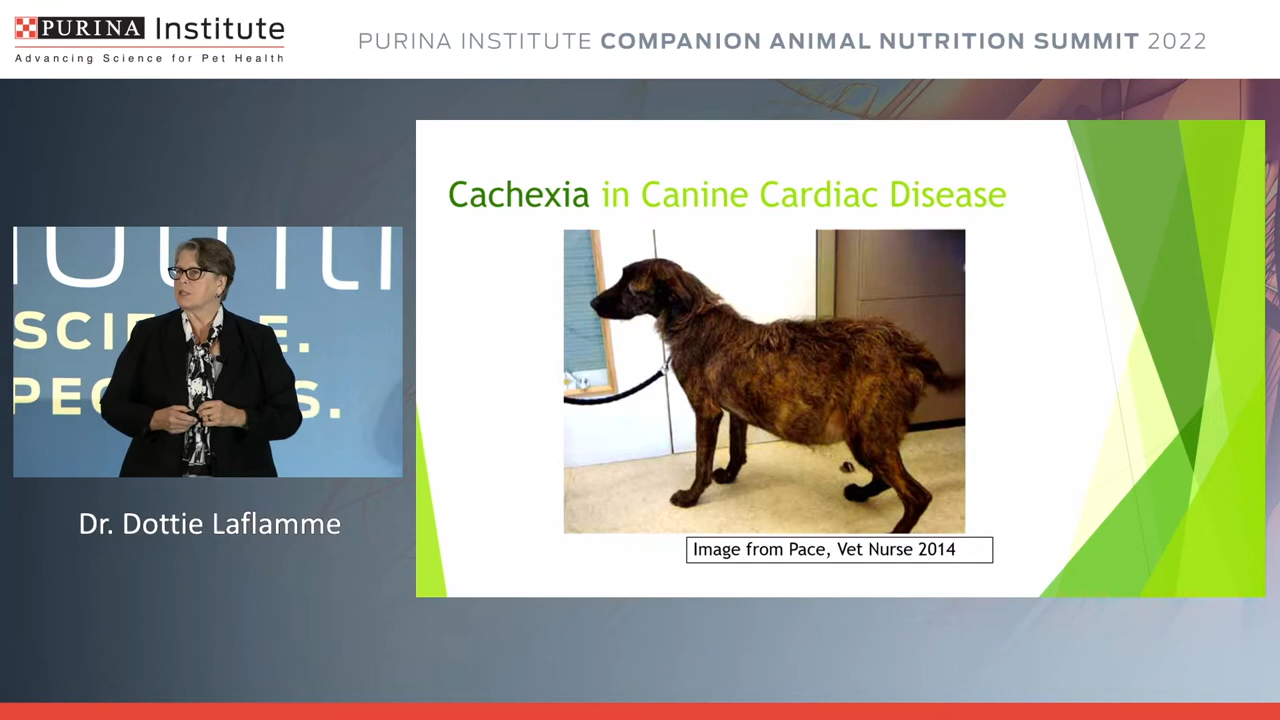 PURINA Institute
Advancing Science for Pet Health
PURINA INSTITUTE COMPANION ANIMAL NUTRITION SUMMIT 2022
Cachexia in Canine Cardiac Disease
Image from Pace, Vet Nurse 2014
Dr. Dottie Laflamme